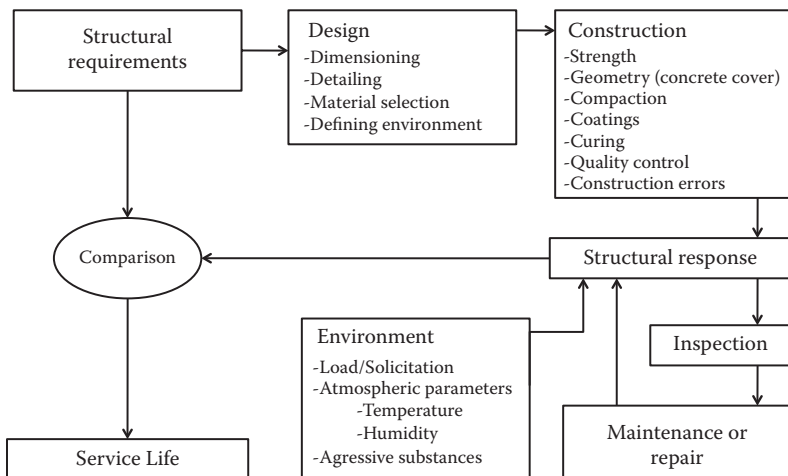 Structural
requirements
Design
-Dimensioning
-Detailing
-Material selection
-Defining environment
Construction
-Strength
-Geometry (concrete cover)
-Compaction
-Coatings
-Curing
-Quality control
-Construction errors
Comparison
Structural response
Environment
-Load/Solicitation
-Atmospheric parameters
-Temperature
-Humidity
-Agressive substances
Inspection
Maintenance or
repair
Service Life